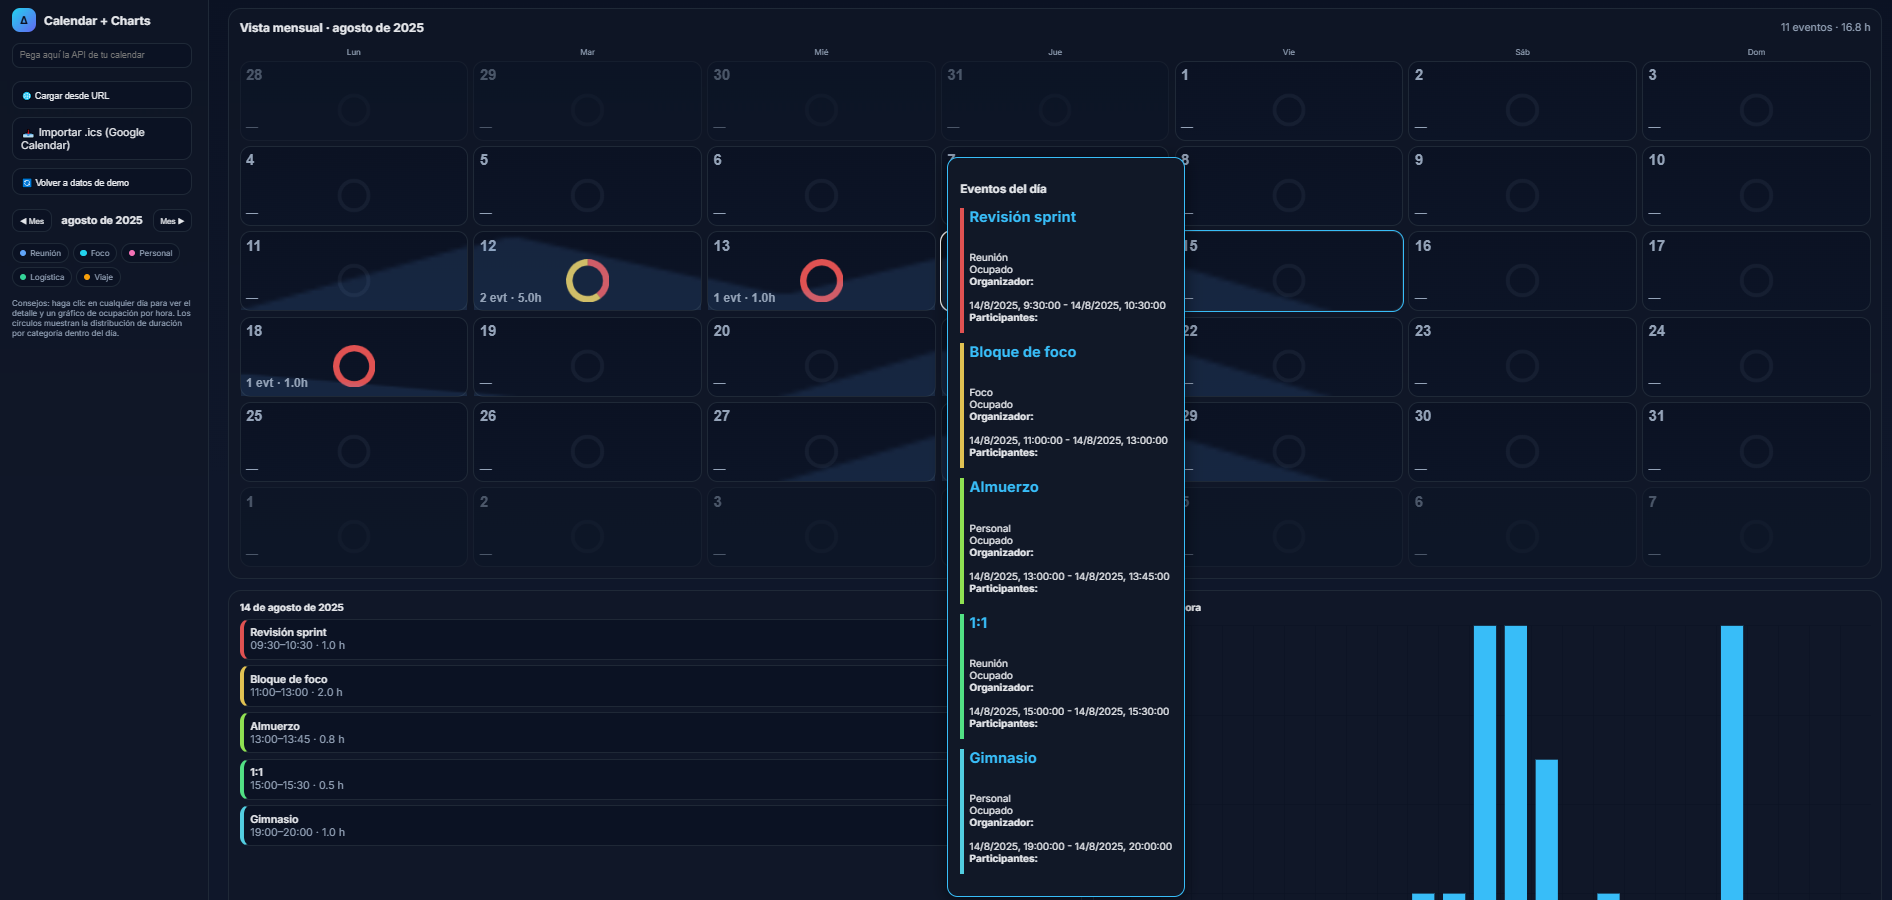 Δ Calendar + Charts
Pega aquí la API de tu calendar
Cargar desde URL
Importar .ics (Google
Calendar)
Volver a datos de demo
◀ Mes
agosto de 2025
Mes ▶
Reunión
Foco
Personal
Logística
Viaje
Consejos: haga clic en cualquier día para ver el
detalle y un gráfico de ocupación por hora. Los
círculos muestran la distribución de duración
por categoría dentro del día.
Vista mensual · agosto de 2025
11 eventos · 16.8 h
Lun Mar Mié Jue Vie Sáb Dom
28 29 30 31 1 2 3
— — — — — — —
4 5 6 7 8 9 10
— — — — — —
11 12 13 15 16 17
— 2 evt · 5.0h 1 evt · 1.0h — — —
18 19 20 22 23 24
1 evt · 1.0h — — — — —
25 26 27 29 30 31
— — — — — —
1 2 3 5 6 7
— — — — —
Eventos del día
Revisión sprint
Reunión
Ocupado
Organizador:
14/8/2025, 9:30:00 - 14/8/2025, 10:30:00
Participantes:
Bloque de foco
Foco
Ocupado
Organizador:
14/8/2025, 11:00:00 - 14/8/2025, 13:00:00
Participantes:
Almuerzo
Personal
Ocupado
Organizador:
14/8/2025, 13:00:00 - 14/8/2025, 13:45:00
Participantes:
1:1
Reunión
Ocupado
Organizador:
14/8/2025, 15:00:00 - 14/8/2025, 15:30:00
Participantes:
Gimnasio
Personal
Ocupado
Organizador:
14/8/2025, 19:00:00 - 14/8/2025, 20:00:00
Participantes:
14 de agosto de 2025
Revisión sprint
09:30–10:30 · 1.0 h
Bloque de foco
11:00–13:00 · 2.0 h
Almuerzo
13:00–13:45 · 0.8 h
1:1
15:00–15:30 · 0.5 h
Gimnasio
19:00–20:00 · 1.0 h
ora